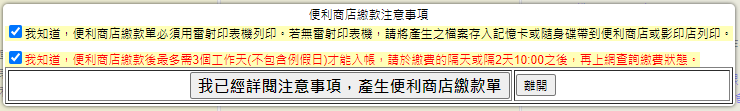 便利商店繳款注意事項
我知道，便利商店繳款單必須用雷射印表機列印。若無雷射印表機，請將產生之檔案存入記憶卡或隨身碟帶到便利商店或影印店列印。
我知道，便利商店繳款後最多需3個工作天(不包含例假日)才能入帳，請於繳費的隔天或隔2天10:00之後，再上網查詢繳費狀態。
我已經詳閱注意事項，產生便利商店繳款單
離開